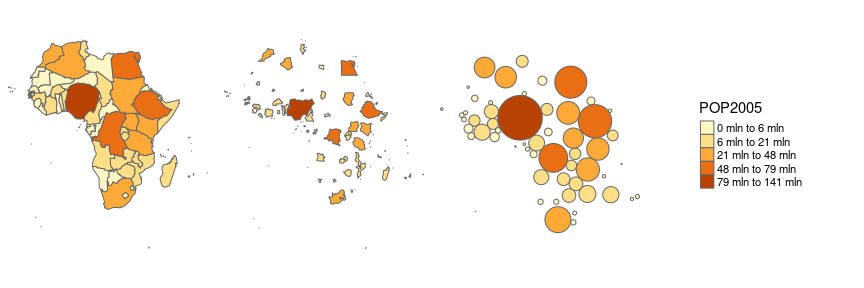 POP2005
0 mln to 6 mln
6 mln to 21 mln
21 mln to 48 mln
48 mln to 79 mln
79 mln to 141 mln